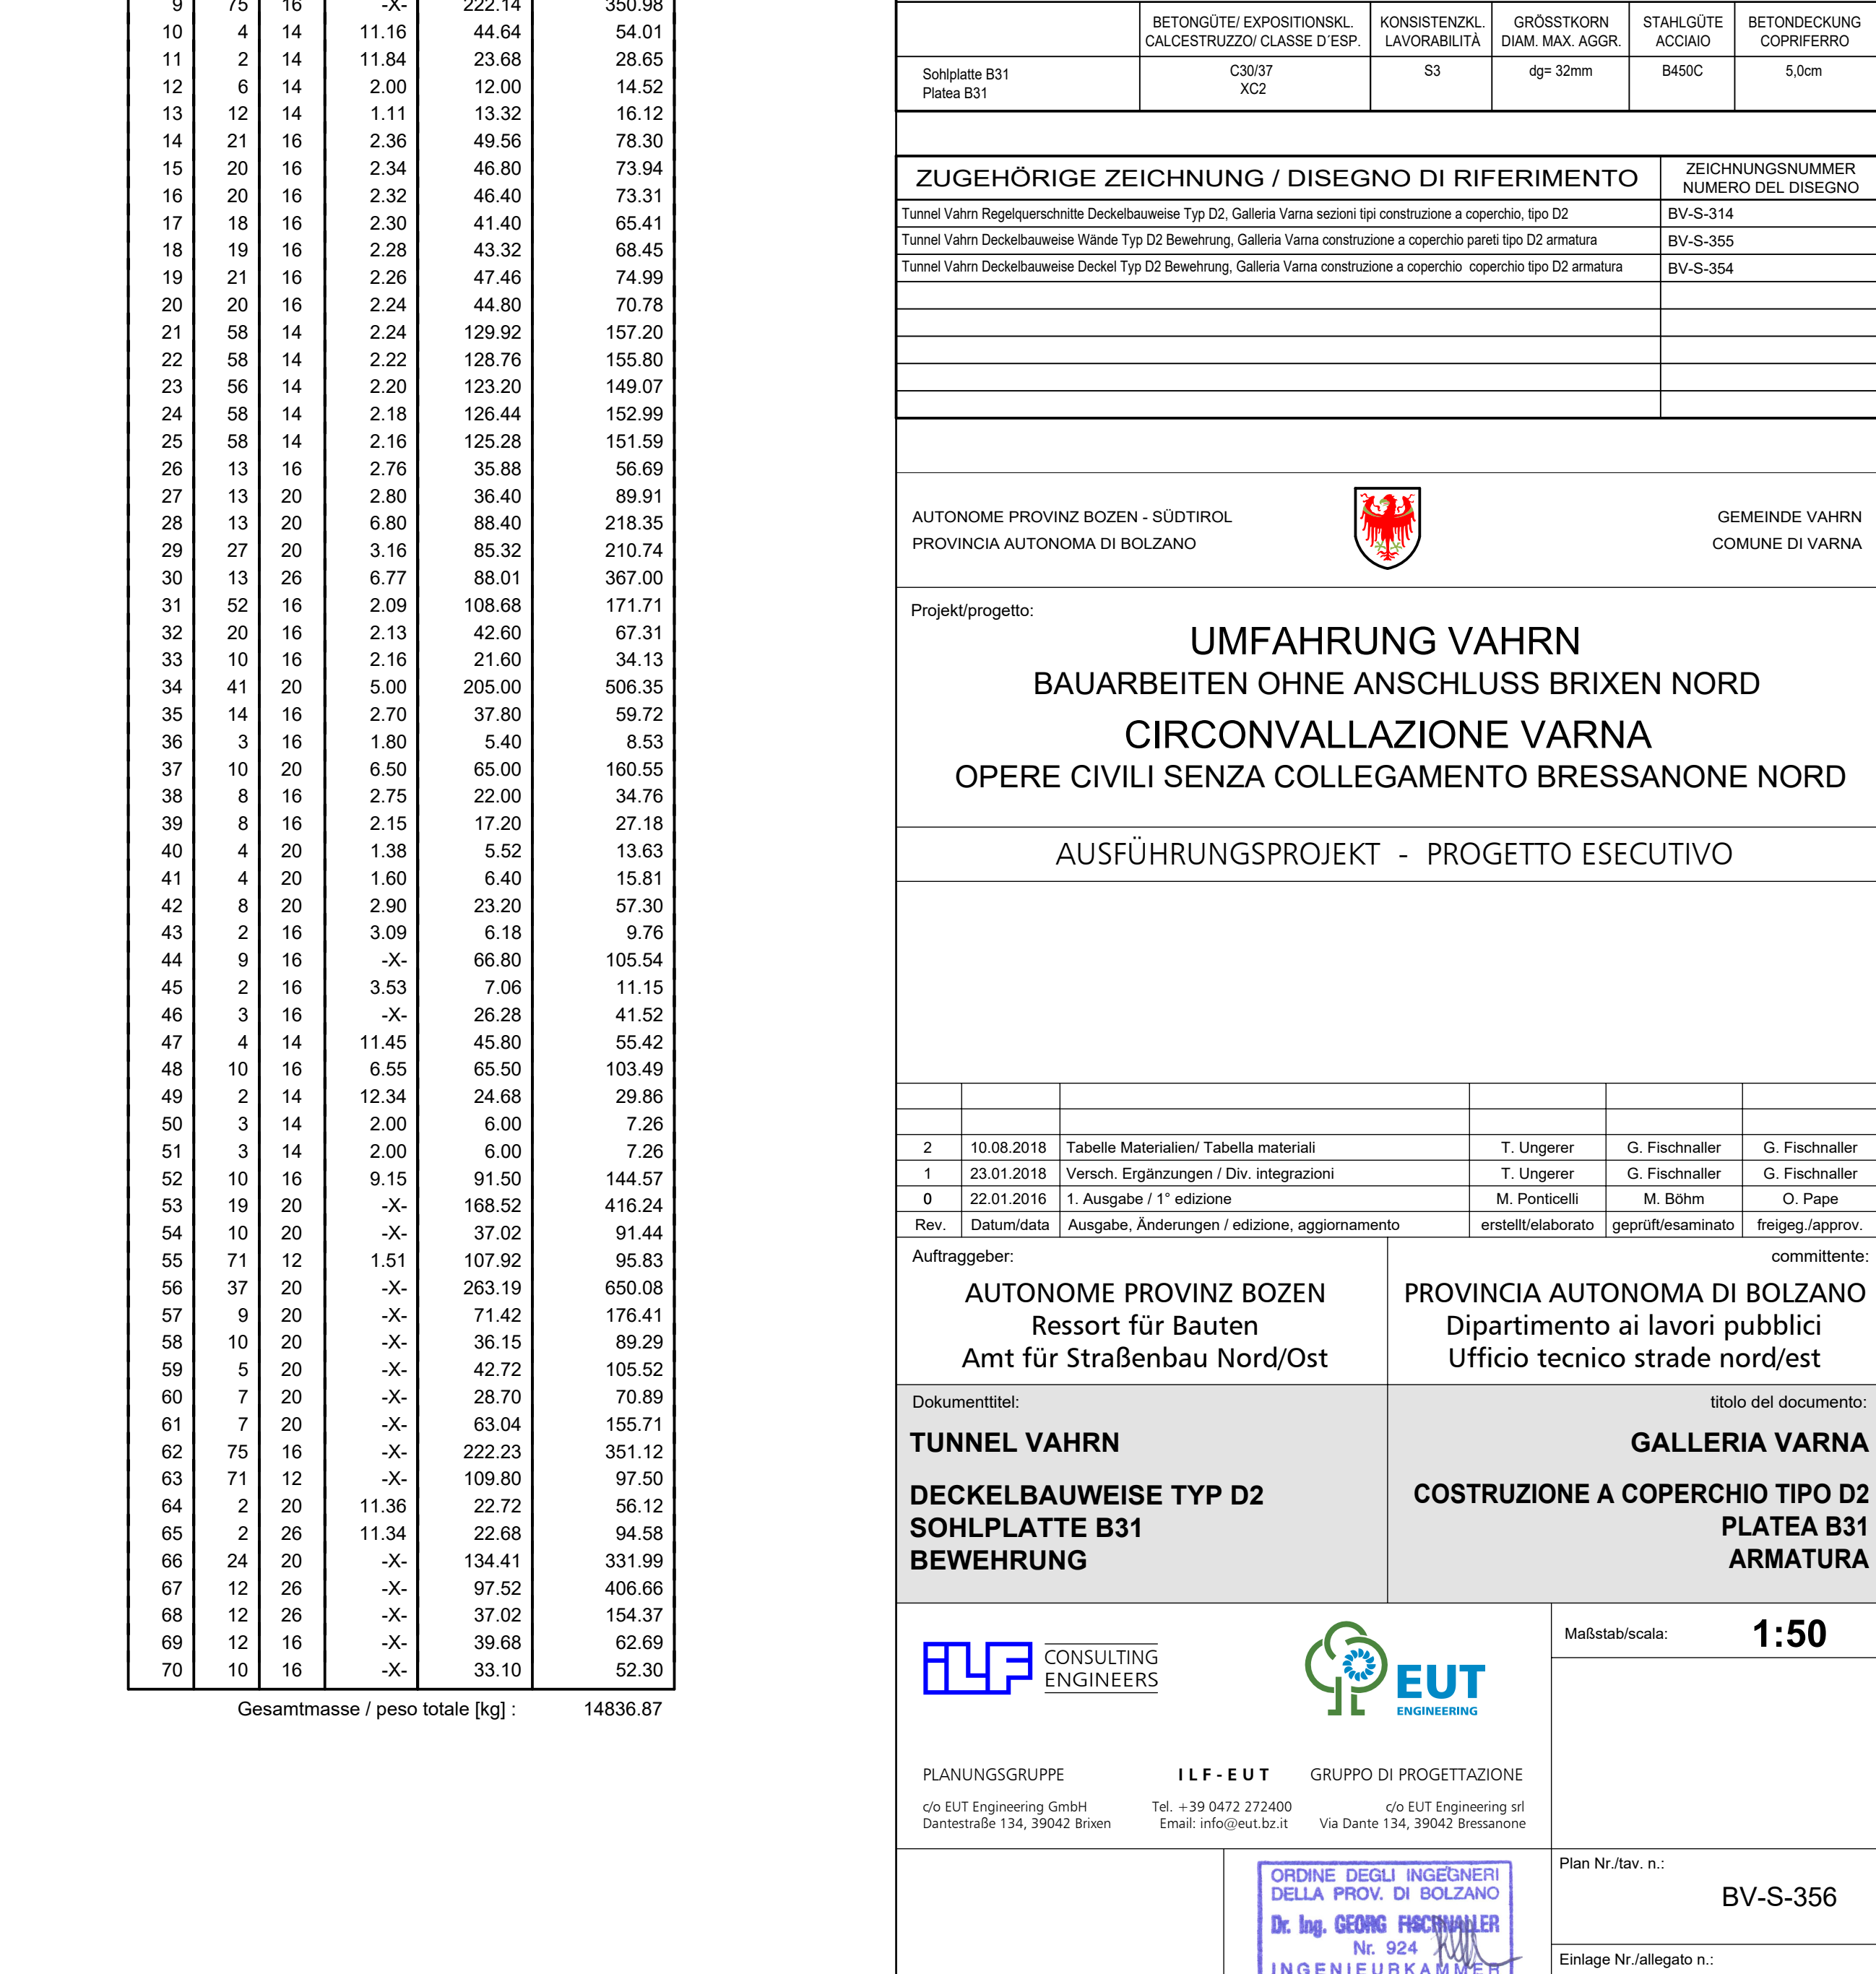 9 75 16 -X- 222.14 350.98
10 4 14 11.16 44.64 54.01
11 2 14 11.84 23.68 28.65
12 6 14 2.00 12.00 14.52
13 12 14 1.11 13.32 16.12
14 21 16 2.36 49.56 78.30
15 20 16 2.34 46.80 73.94
16 20 16 2.32 46.40 73.31
17 18 16 2.30 41.40 65.41
18 19 16 2.28 43.32 68.45
19 21 16 2.26 47.46 74.99
20 20 16 2.24 44.80 70.78
21 58 14 2.24 129.92 157.20
22 58 14 2.22 128.76 155.80
23 56 14 2.20 123.20 149.07
24 58 14 2.18 126.44 152.99
25 58 14 2.16 125.28 151.59
26 13 16 2.76 35.88 56.69
27 13 20 2.80 36.40 89.91
28 13 20 6.80 88.40 218.35
29 27 20 3.16 85.32 210.74
30 13 26 6.77 88.01 367.00
31 52 16 2.09 108.68 171.71
32 20 16 2.13 42.60 67.31
33 10 16 2.16 21.60 34.13
34 41 20 5.00 205.00 506.35
35 14 16 2.70 37.80 59.72
36 3 16 1.80 5.40 8.53
37 10 20 6.50 65.00 160.55
38 8 16 2.75 22.00 34.76
39 8 16 2.15 17.20 27.18
40 4 20 1.38 5.52 13.63
41 4 20 1.60 6.40 15.81
42 8 20 2.90 23.20 57.30
43 2 16 3.09 6.18 9.76
44 9 16 -X- 66.80 105.54
45 2 16 3.53 7.06 11.15
46 3 16 -X- 26.28 41.52
47 4 14 11.45 45.80 55.42
48 10 16 6.55 65.50 103.49
49 2 14 12.34 24.68 29.86
50 3 14 2.00 6.00 7.26
51 3 14 2.00 6.00 7.26
52 10 16 9.15 91.50 144.57
53 19 20 -X- 168.52 416.24
54 10 20 -X- 37.02 91.44
55 71 12 1.51 107.92 95.83
56 37 20 -X- 263.19 650.08
57 9 20 -X- 71.42 176.41
58 10 20 -X- 36.15 89.29
59 5 20 -X- 42.72 105.52
60 7 20 -X- 28.70 70.89
61 7 20 -X- 63.04 155.71
62 75 16 -X- 222.23 351.12
63 71 12 -X- 109.80 97.50
64 2 20 11.36 22.72 56.12
65 2 26 11.34 22.68 94.58
66 24 20 -X- 134.41 331.99
67 12 26 -X- 97.52 406.66
68 12 26 -X- 37.02 154.37
69 12 16 -X- 39.68 62.69
70 10 16 -X- 33.10 52.30
Gesamtmasse / peso totale [kg] : 14836.87
BETONGÜTE/ EXPOSITIONSKL. KONSISTENZKL. GRÖSSTKORN STAHLGÜTE BETONDECKUNG
CALCESTRUZZO/ CLASSE D´ESP. LAVORABILITÀ DIAM. MAX. AGGR. ACCIAIO COPRIFERRO
Sohlplatte B31 C30/37 S3 dg= 32mm B450C 5,0cm
Platea B31 XC2
ZUGEHÖRIGE ZEICHNUNG / DISEGNO DI RIFERIMENTO
ZEICHNUNGSNUMMER
NUMERO DEL DISEGNO
Tunnel Vahrn Regelquerschnitte Deckelbauweise Typ D2, Galleria Varna sezioni tipi construzione a coperchio, tipo D2 BV-S-314
Tunnel Vahrn Deckelbauweise Wände Typ D2 Bewehrung, Galleria Varna construzione a coperchio pareti tipo D2 armatura BV-S-355
Tunnel Vahrn Deckelbauweise Deckel Typ D2 Bewehrung, Galleria Varna construzione a coperchio coperchio tipo D2 armatura BV-S-354
AUTONOME PROVINZ BOZEN - SÜDTIROL GEMEINDE VAHRN
PROVINCIA AUTONOMA DI BOLZANO COMUNE DI VARNA
Projekt/progetto:
UMFAHRUNG VAHRN
BAUARBEITEN OHNE ANSCHLUSS BRIXEN NORD
CIRCONVALLAZIONE VARNA
OPERE CIVILI SENZA COLLEGAMENTO BRESSANONE NORD
AUSFÜHRUNGSPROJEKT - PROGETTO ESECUTIVO
2 10.08.2018 Tabelle Materialien/ Tabella materiali T. Ungerer G. Fischnaller G. Fischnaller
1 23.01.2018 Versch. Ergänzungen / Div. integrazioni T. Ungerer G. Fischnaller G. Fischnaller
0 22.01.2016 1. Ausgabe / 1° edizione M. Ponticelli M. Böhm O. Pape
Rev. Datum/data Ausgabe, Änderungen / edizione, aggiornamento erstellt/elaborato geprüft/esaminato freigeg./approv.
Auftraggeber: committente:
AUTONOME PROVINZ BOZEN PROVINCIA AUTONOMA DI BOLZANO
Ressort für Bauten Dipartimento ai lavori pubblici
Amt für Straßenbau Nord/Ost Ufficio tecnico strade nord/est
Dokumenttitel: titolo del documento:
TUNNEL VAHRN GALLERIA VARNA
DECKELBAUWEISE TYP D2 COSTRUZIONE A COPERCHIO TIPO D2
SOHLPLATTE B31 PLATEA B31
BEWEHRUNG ARMATURA
iLF CONSULTING
ENGINEERS
EUT
ENGINEERING
Maßstab/scala: 1:50
PLANUNGSGRUPPE ILF-EUT GRUPPO DI PROGETTAZIONE
c/o EUT Engineering GmbH Tel. +39 0472 272400 c/o EUT Engineering srl
Dantestraße 134, 39042 Brixen Email: info@eut.bz.it Via Dante 134, 39042 Bressanone
ORDINE DEGLI INGEGNERI
DELLA PROV. DI BOLZANO
Dr. Ing. GEORG FISCHNALLER
Nr. 924
INGENIEURKAMMER
Plan Nr./tav. n.:
BV-S-356
Einlage Nr./allegato n.: